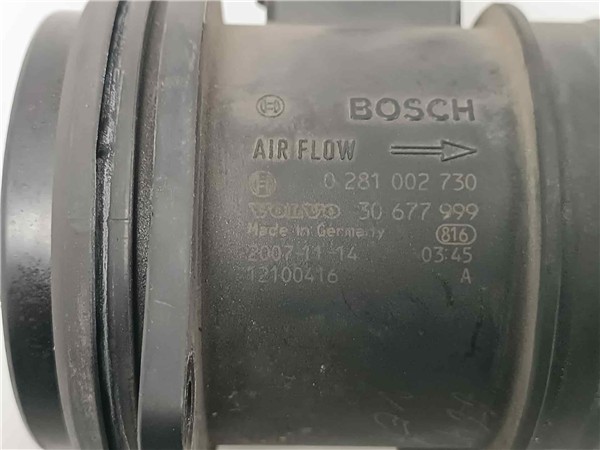 BOSCH
AIR FLOW
0 281 002 730
VOLVO 30 677 999
Made in Germany 816
2007-11-14 03:45
12100416 A